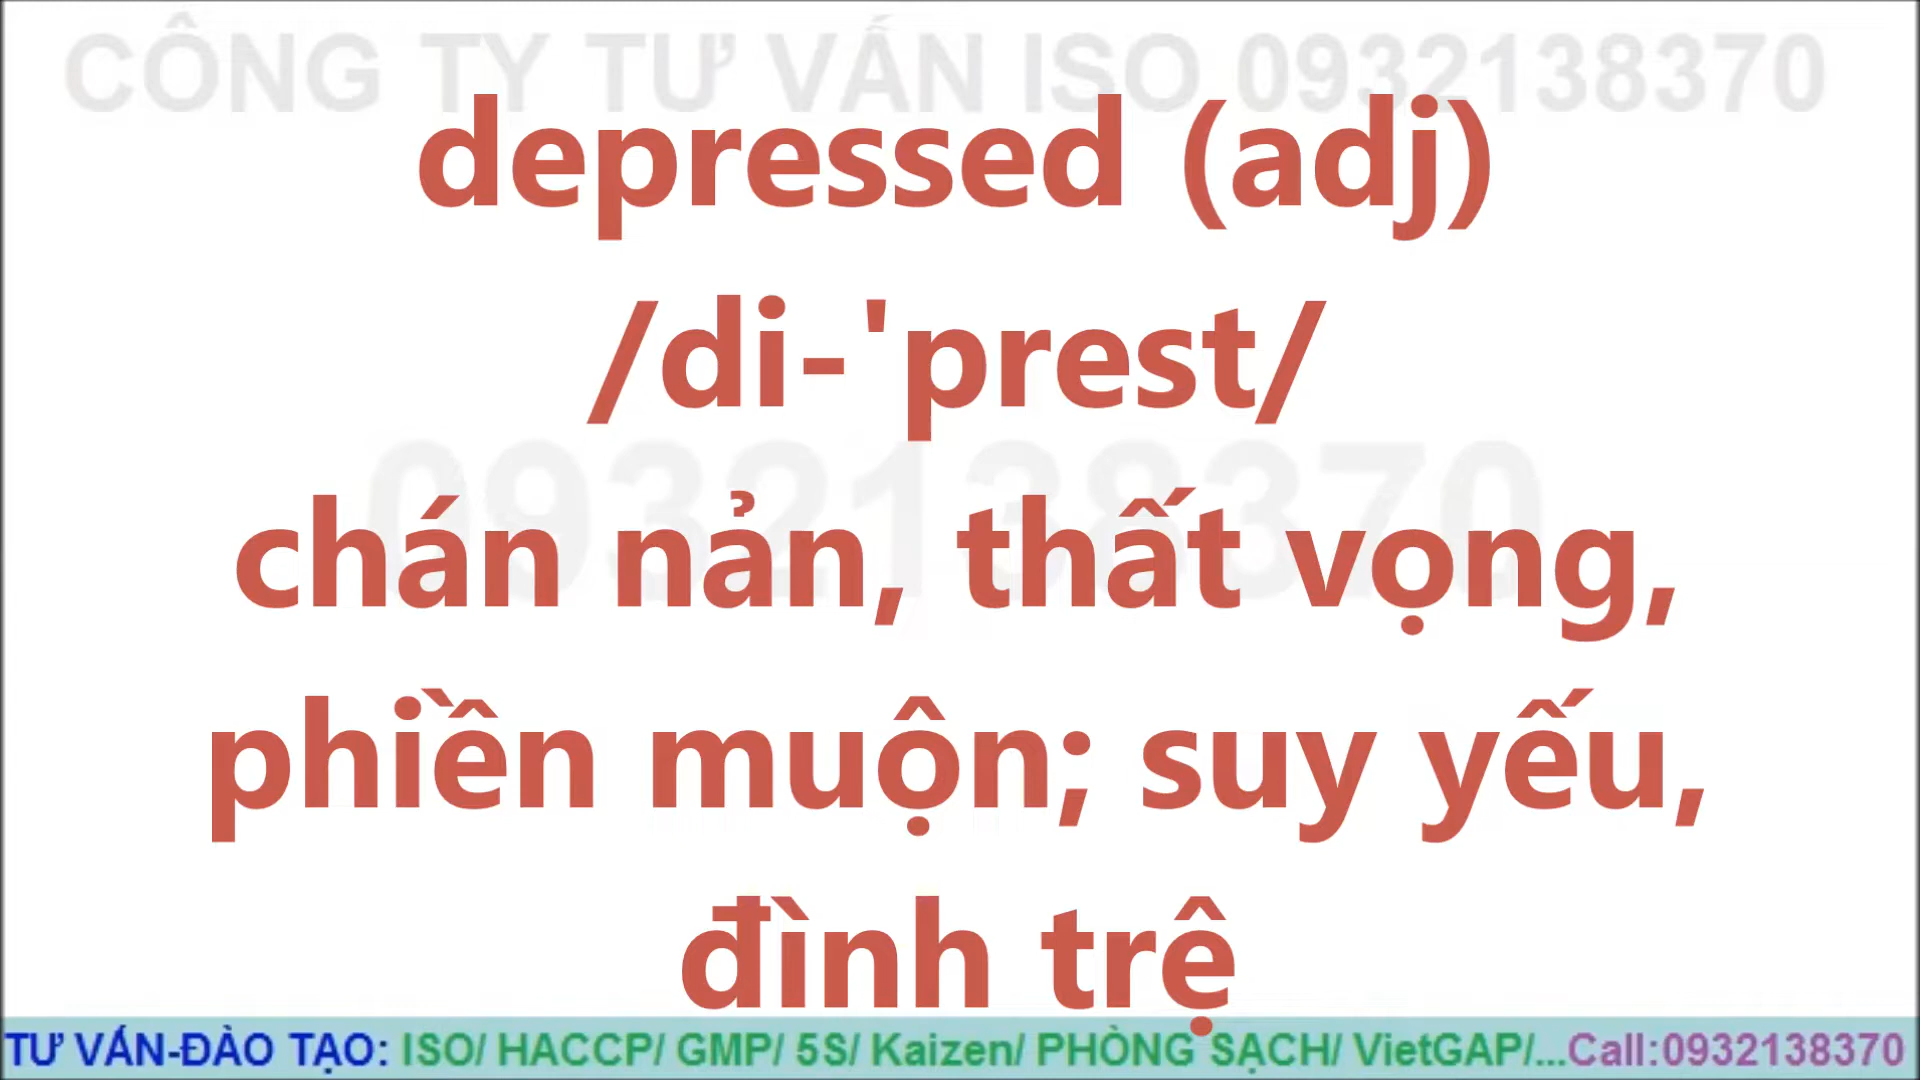 CÔNG TY TƯ VẤN ISO 0932138370
depressed (adj)
/di-'prest/
0932138370
chán nản, thất vọng,
phiền muộn; suy yếu,
đình trệ
TƯ VẤN-ĐÀO TẠO: ISO/ HACCP/ GMP/ 5S/ Kaizen/ PHÒNG SẠCH/ VietGAP/...Call:0932138370